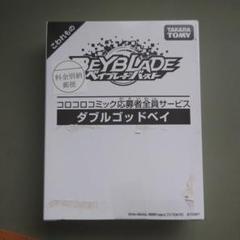 こわれもの
TAKARA TOMY
BEYBLADE
ベイブレードバースト
料金別納
郵便
コロコロコミック応募者全員サービス
ダブルゴッドベイ